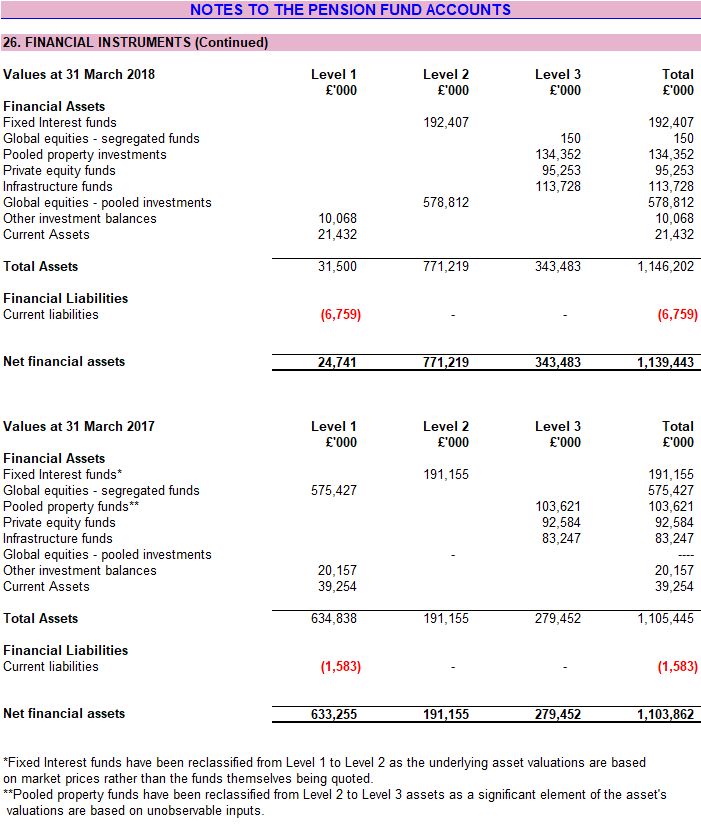 NOTES TO THE PENSION FUND ACCOUNTS
26. FINANCIAL INSTRUMENTS (Continued)
Values at 31 March 2018 Level 1 Level 2 Level 3 Total
£'000 £'000 £'000 £'000
Financial Assets
Fixed Interest funds 192,407 192,407
Global equities - segregated funds 150 150
Pooled property investments 134,352 134,352
Private equity funds 95,253 95,253
Infrastructure funds 113,728 113,728
Global equities - pooled investments 578,812 578,812
Other investment balances 10,068 10,068
Current Assets 21,432 21,432
Total Assets 31,500 771,219 343,483 1,146,202
Financial Liabilities
Current liabilities (6,759) - - (6,759)
Net financial assets 24,741 771,219 343,483 1,139,443
Values at 31 March 2017 Level 1 Level 2 Level 3 Total
£'000 £'000 £'000 £'000
Financial Assets
Fixed Interest funds* 191,155 191,155
Global equities - segregated funds 575,427 575,427
Pooled property funds** 103,621 103,621
Private equity funds 92,584 92,584
Infrastructure funds 83,247 83,247
Global equities - pooled investments - ----
Other investment balances 20,157 20,157
Current Assets 39,254 39,254
Total Assets 634,838 191,155 279,452 1,105,445
Financial Liabilities
Current liabilities (1,583) - - (1,583)
Net financial assets 633,255 191,155 279,452 1,103,862
*Fixed Interest funds have been reclassified from Level 1 to Level 2 as the underlying asset valuations are based
on market prices rather than the funds themselves being quoted.
**Pooled property funds have been reclassified from Level 2 to Level 3 assets as a significant element of the asset's
valuations are based on unobservable inputs.